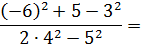 (-6)² + 5 - 3²
2 · 4² - 5²
=